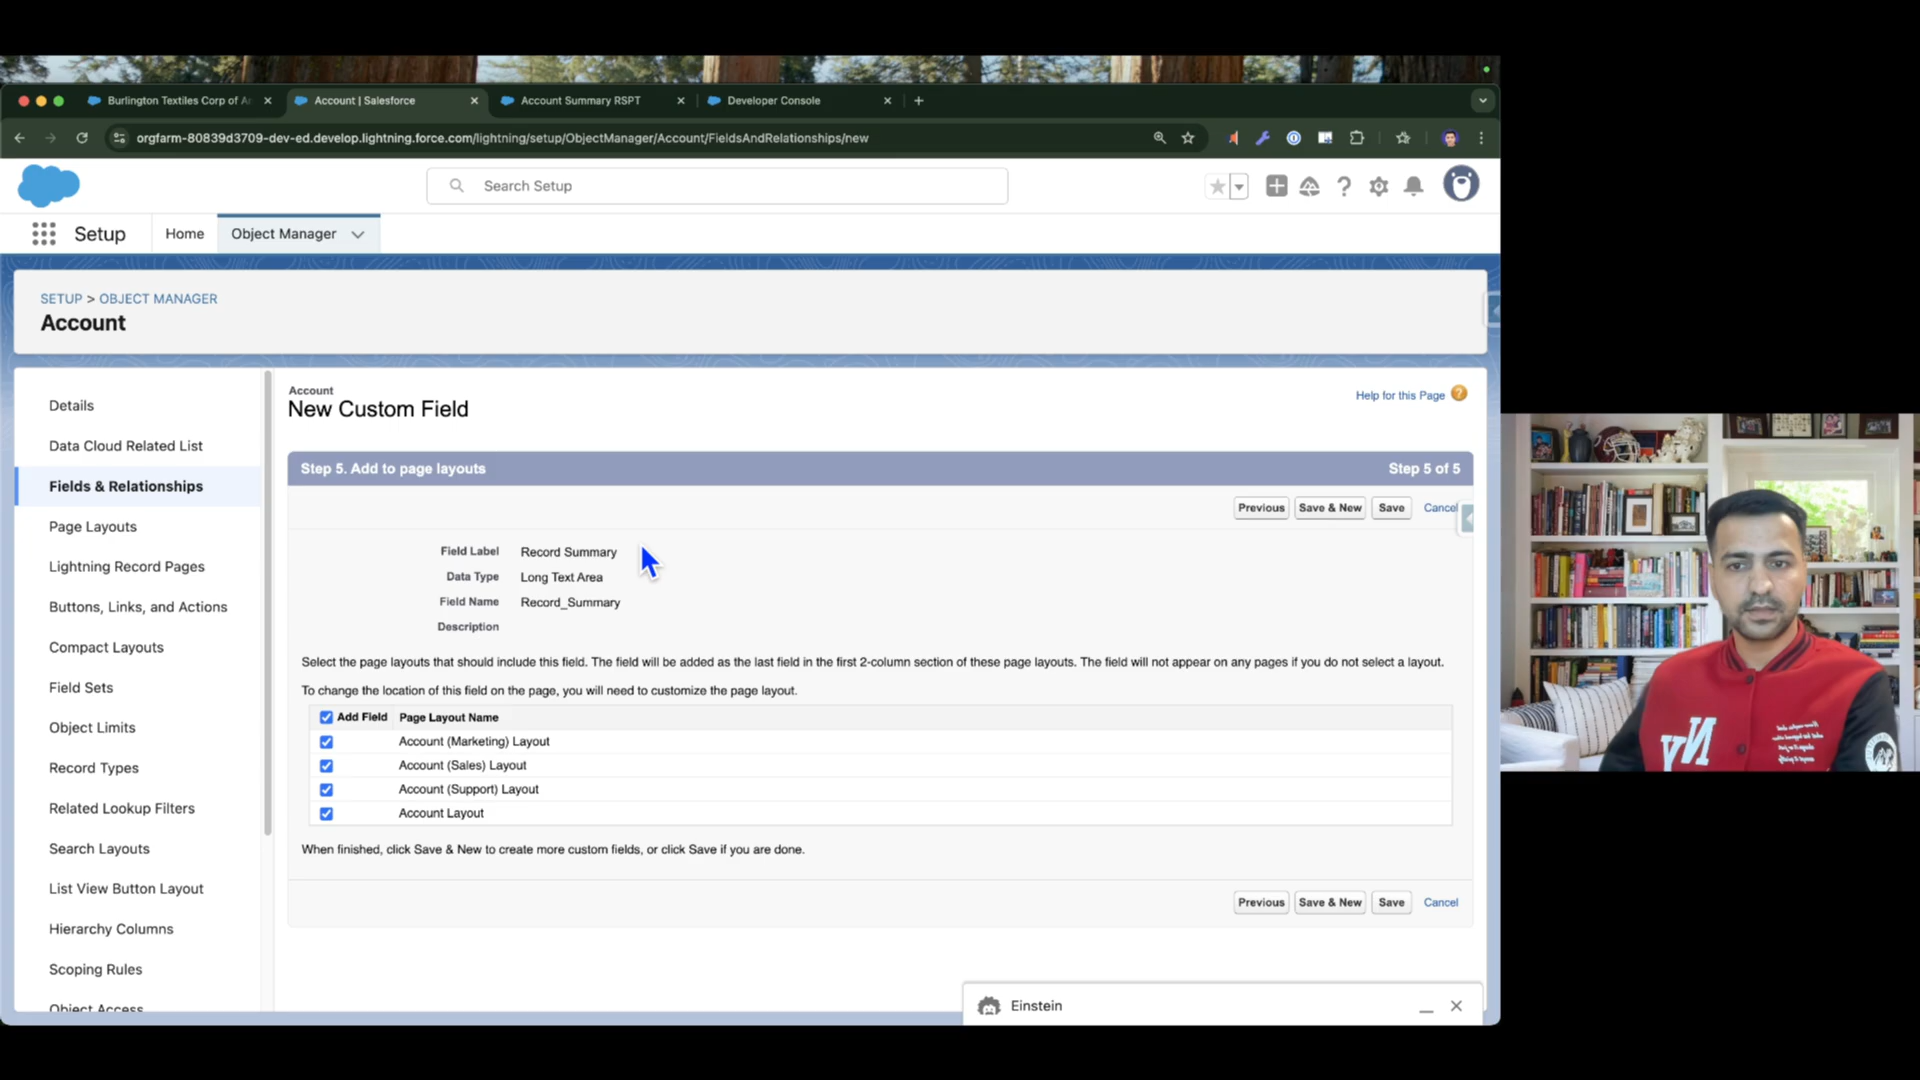 Burlington Textiles Corp of Ar
Account | Salesforce
Account Summary RSPT
Developer Console
orgfarm-80839d3709-dev-ed.develop.lightning.force.com/lightning/setup/ObjectManager/Account/FieldsAndRelationships/new
Search Setup
Setup
Home
Object Manager
SETUP > OBJECT MANAGER
Account
Details
Data Cloud Related List
Fields & Relationships
Page Layouts
Lightning Record Pages
Buttons, Links, and Actions
Compact Layouts
Field Sets
Object Limits
Record Types
Related Lookup Filters
Search Layouts
List View Button Layout
Hierarchy Columns
Scoping Rules
Object Access
Account
New Custom Field
Help for this Page
Step 5. Add to page layouts
Step 5 of 5
Previous
Save & New
Save
Cancel
Field Label Record Summary
Data Type Long Text Area
Field Name Record_Summary
Description
Select the page layouts that should include this field. The field will be added as the last field in the first 2-column section of these page layouts. The field will not appear on any pages if you do not select a layout.
To change the location of this field on the page, you will need to customize the page layout.
Add Field Page Layout Name
Account (Marketing) Layout
Account (Sales) Layout
Account (Support) Layout
Account Layout
When finished, click Save & New to create more custom fields, or click Save if you are done.
Previous
Save & New
Save
Cancel
Einstein